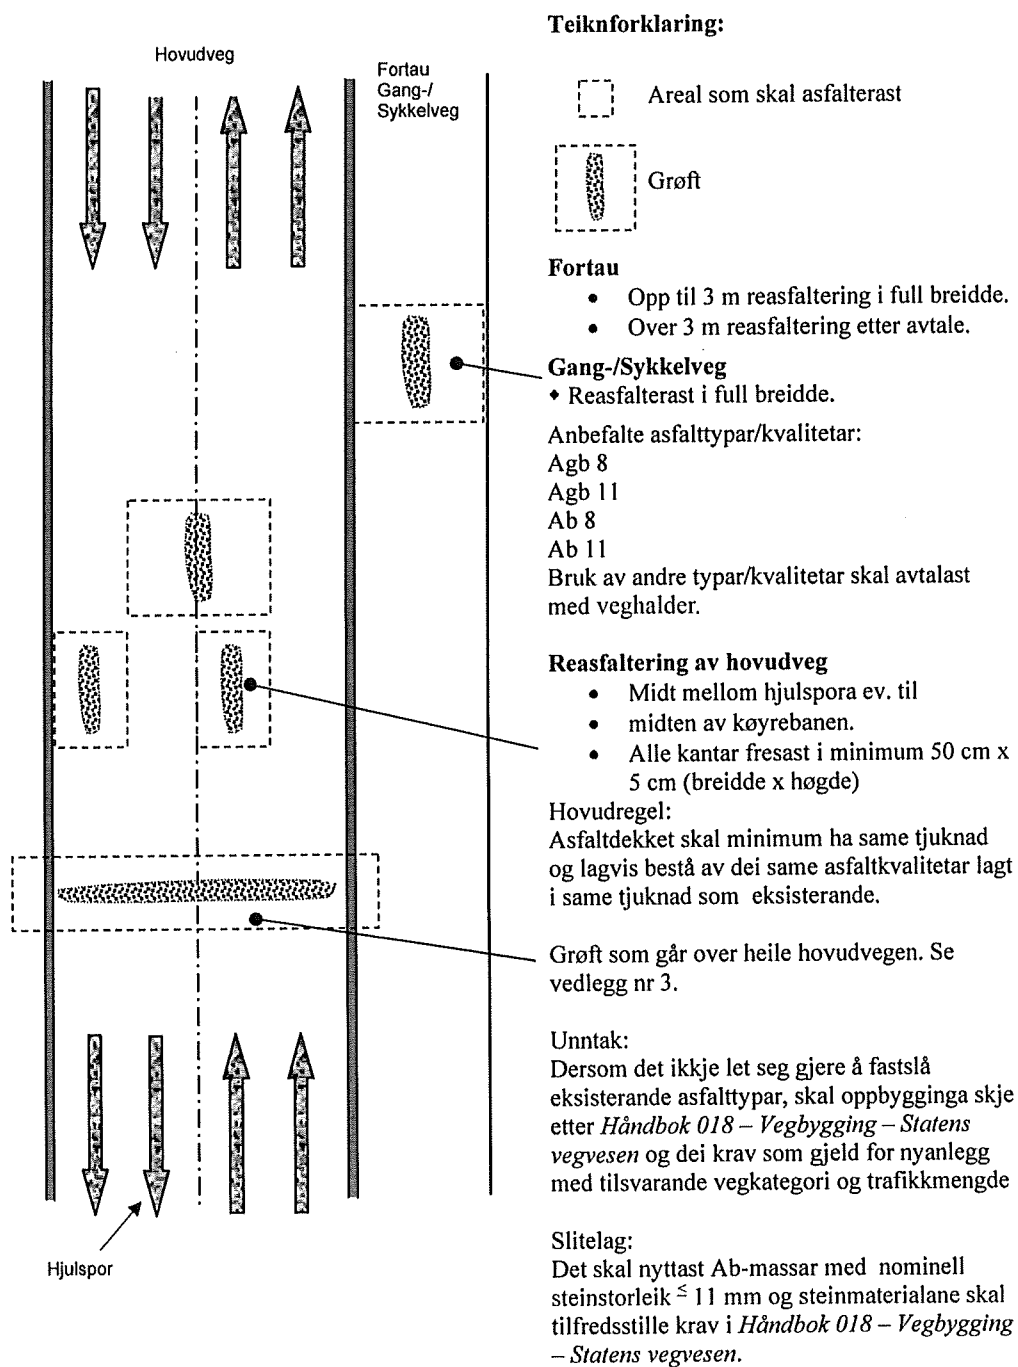 Hovudveg
Fortau
Gang-/
Sykkelveg
Hjulspor
Teiknforklaring:
Areal som skal asfalterast
Grøft
Fortau
• Opp til 3 m reasfaltering i full breidde.
• Over 3 m reasfaltering etter avtale.
Gang-/Sykkelveg
♦ Reasfalterast i full breidde.
Anbefalte asfalttypar/kvalitetar:
Agb 8
Agb 11
Ab 8
Ab 11
Bruk av andre typar/kvalitetar skal avtalast
med veghalder.
Reasfaltering av hovudveg
• Midt mellom hjulspora ev. til
• midten av køyrebanen.
• Alle kantar fresast i minimum 50 cm x
5 cm (breidde x høgde)
Hovudregel:
Asfaltdekket skal minimum ha same tjuknad
og lagvis bestå av dei same asfaltkvalitetar lagt
i same tjuknad som eksisterande.
Grøft som går over heile hovudvegen. Se
vedlegg nr 3.
Unntak:
Dersom det ikkje let seg gjere å fastslå
eksisterande asfalttypar, skal oppbygginga skje
etter Håndbok 018 – Vegbygging – Statens
vegvesen og dei krav som gjeld for nyanlegg
med tilsvarande vegkategori og trafikkmengde
Slitelag:
Det skal nyttast Ab-massar med nominell
steinstorleik ≤ 11 mm og steinmaterialane skal
tilfredsstille krav i Håndbok 018 – Vegbygging
– Statens vegvesen.